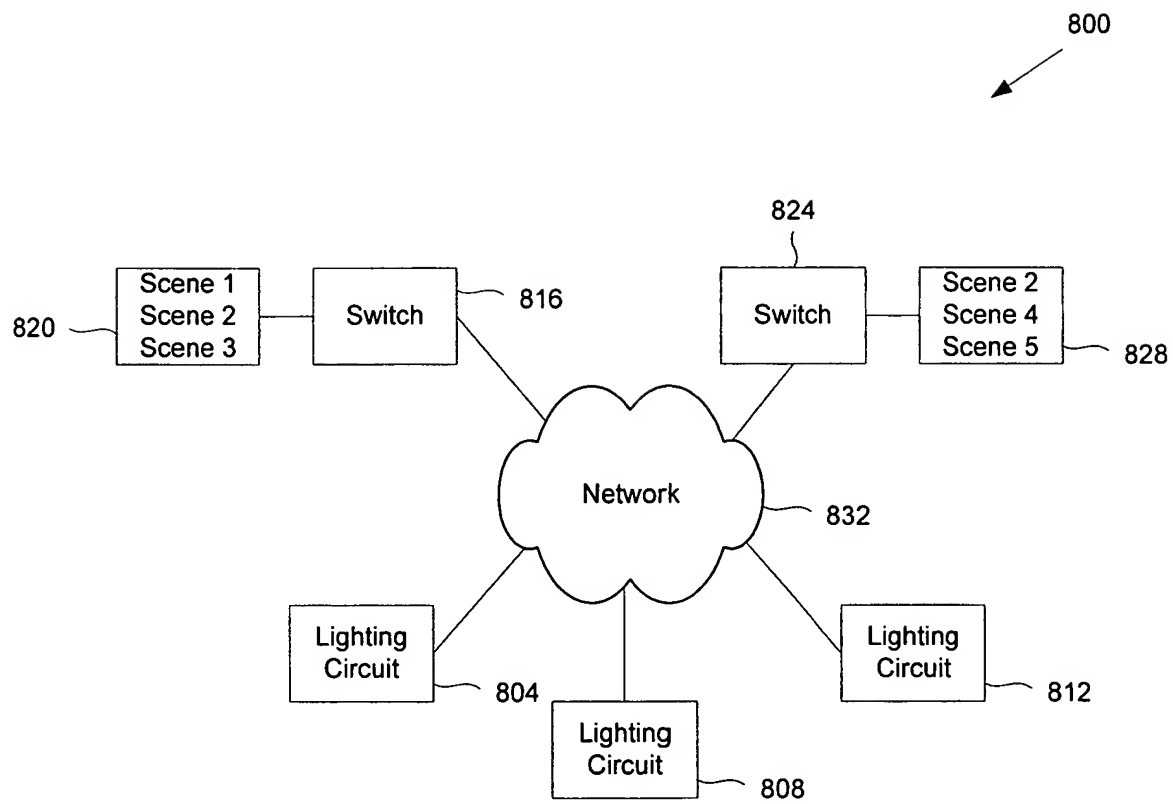 800
824
Scene 1
Scene 2
Scene 3
820
Switch
816
Switch
Scene 2
Scene 4
Scene 5
828
Network
832
Lighting
Circuit
804
Lighting
Circuit
808
Lighting
Circuit
812